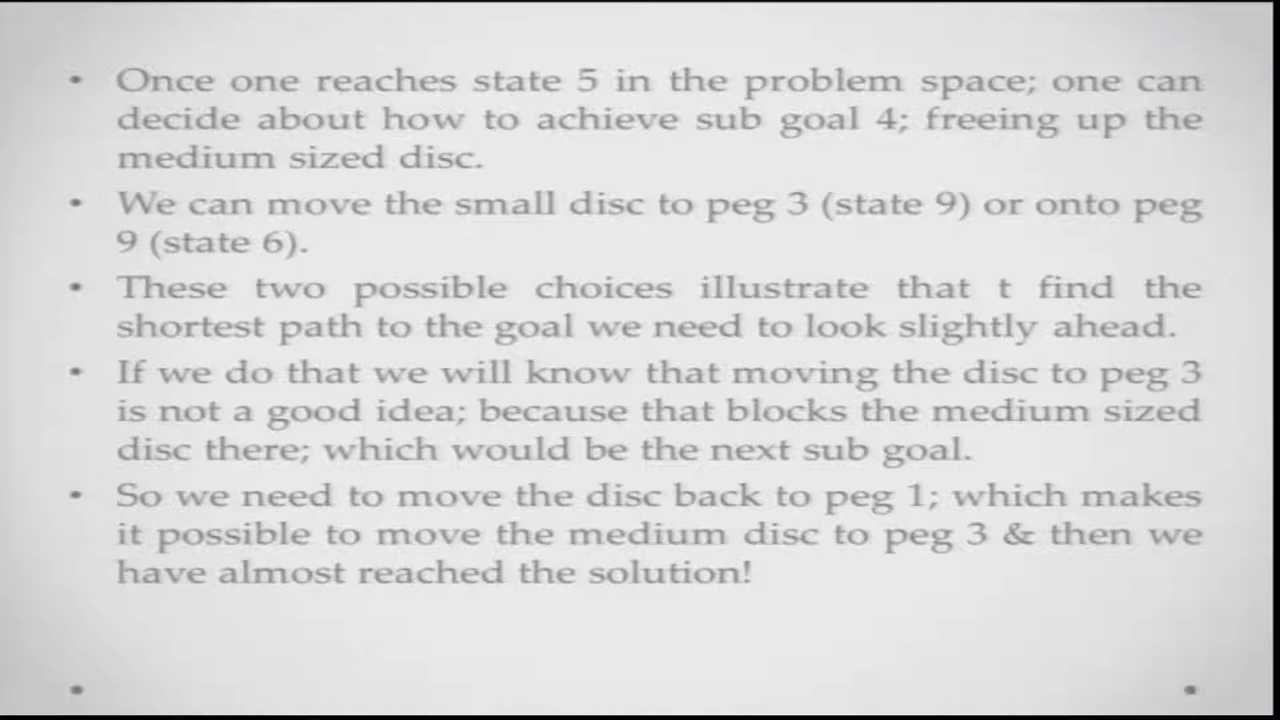 • Once one reaches state 5 in the problem space; one can
decide about how to achieve sub goal 4; freeing up the
medium sized disc.
• We can move the small disc to peg 3 (state 9) or onto peg
9 (state 6).
• These two possible choices illustrate that t find the
shortest path to the goal we need to look slightly ahead.
• If we do that we will know that moving the disc to peg 3
is not a good idea; because that blocks the medium sized
disc there; which would be the next sub goal.
• So we need to move the disc back to peg 1; which makes
it possible to move the medium disc to peg 3 & then we
have almost reached the solution!